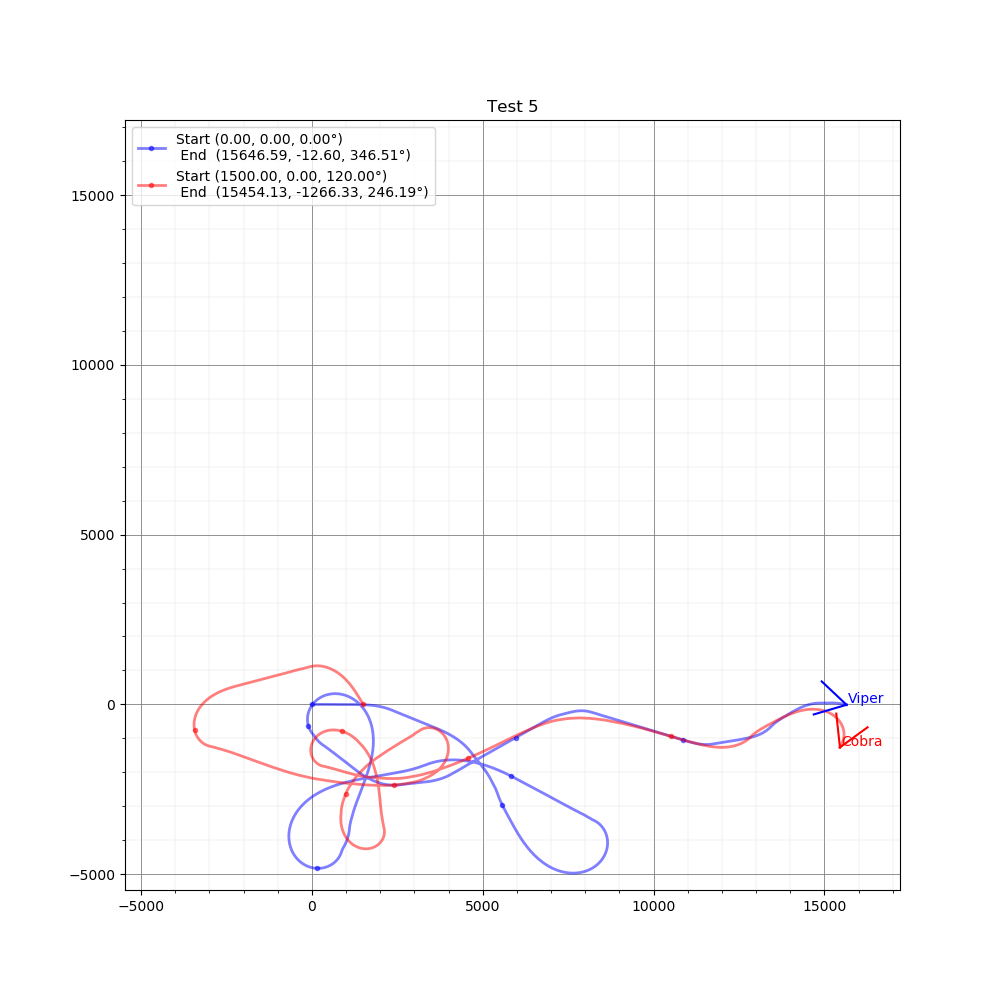 Test 5
Start (0.00, 0.00, 0.00°)
End (15646.59, -12.60, 346.51°)
Start (1500.00, 0.00, 120.00°)
End (15454.13, -1266.33, 246.19°)
15000
10000
5000
0
−5000
Viper
Cobra
−5000 0 5000 10000 15000